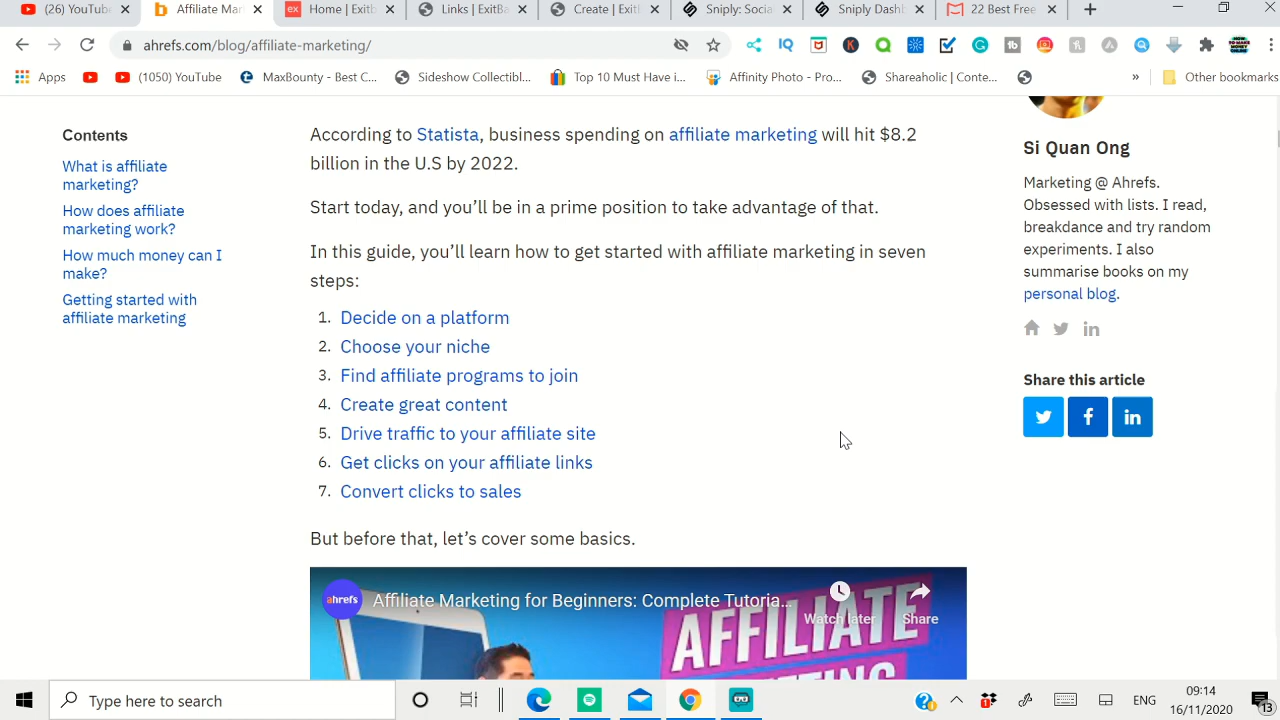 (26) YouTube
Affiliate Mar
Home | Exitb
Links | ExitBa
Create | Exitl
Sniply: Socia
Sniply Dashb
22 Best Free
ahrefs.com/blog/affiliate-marketing/
Apps
(1050) YouTube
MaxBounty - Best C...
Sideshow Collectibl...
Top 10 Must Have i...
Affinity Photo - Pro...
Shareaholic | Conte...
»
Other bookmarks
Contents
What is affiliate
marketing?
How does affiliate
marketing work?
How much money can I
make?
Getting started with
affiliate marketing
According to Statista, business spending on affiliate marketing will hit $8.2
billion in the U.S by 2022.
Start today, and you’ll be in a prime position to take advantage of that.
In this guide, you’ll learn how to get started with affiliate marketing in seven
steps:
1. Decide on a platform
2. Choose your niche
3. Find affiliate programs to join
4. Create great content
5. Drive traffic to your affiliate site
6. Get clicks on your affiliate links
7. Convert clicks to sales
But before that, let’s cover some basics.
ahrefs
Affiliate Marketing for Beginners: Complete Tutoria...
Watch later
Share
AFFILIATE
Si Quan Ong
Marketing @ Ahrefs.
Obsessed with lists. I read,
breakdance and try random
experiments. I also
summarise books on my
personal blog.
Share this article
Type here to search
ENG
09:14
16/11/2020
13